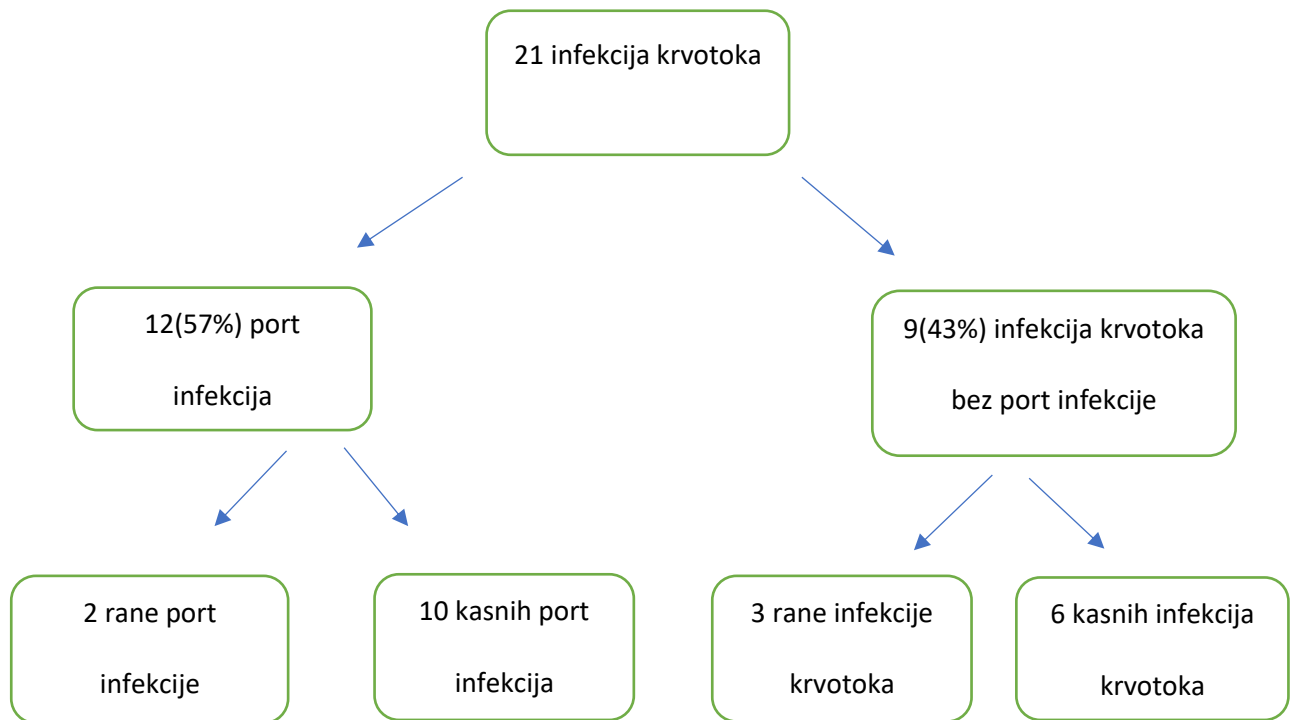 21 infekcija krvotoka
12(57%) port
infekcija
9(43%) infekcija krvotoka
bez port infekcije
2 rane port
infekcije
10 kasnih port
infekcija
3 rane infekcije
krvotoka
6 kasnih infekcija
krvotoka